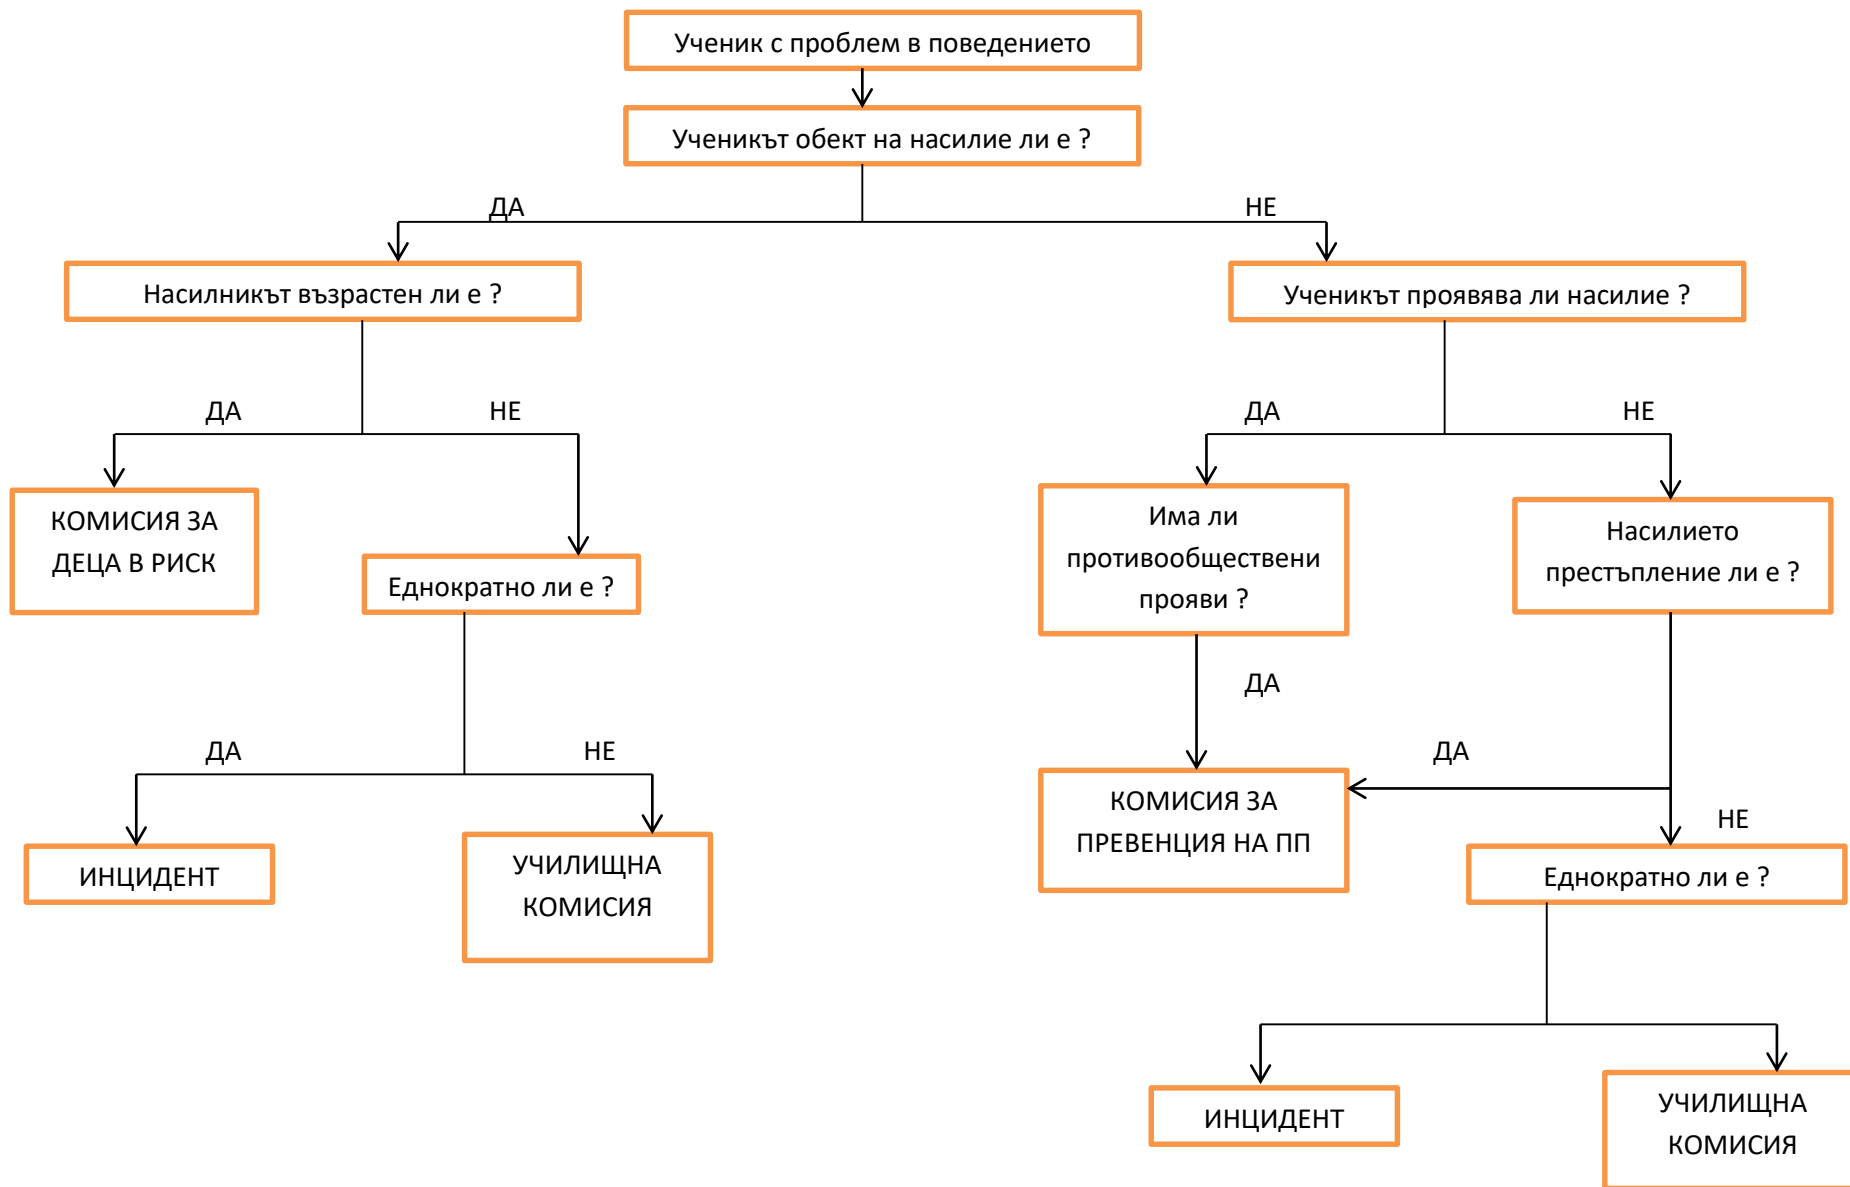 Ученик с проблем в поведението
Ученикът обект на насилие ли е ?
ДА
НЕ
Насилникът възрастен ли е ?
Ученикът проявява ли насилие ?
ДА
НЕ
ДА
НЕ
КОМИСИЯ ЗА
ДЕЦА В РИСК
Еднократно ли е ?
Има ли
противообществени
прояви ?
Насилието
престъпление ли е ?
ДА
ДА
НЕ
ДА
НЕ
ИНЦИДЕНТ
УЧИЛИЩНА
КОМИСИЯ
КОМИСИЯ ЗА
ПРЕВЕНЦИЯ НА ПП
Еднократно ли е ?
ИНЦИДЕНТ
УЧИЛИЩНА
КОМИСИЯ